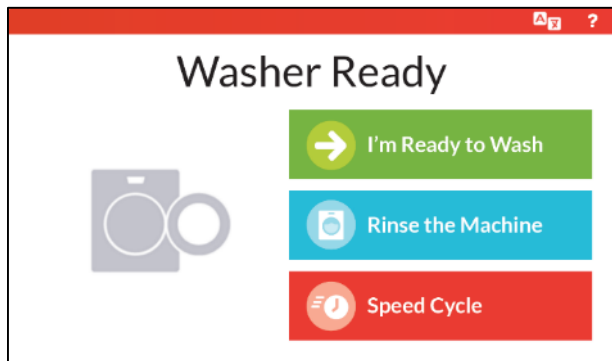 ?
Washer Ready
I'm Ready to Wash
Rinse the Machine
Speed Cycle